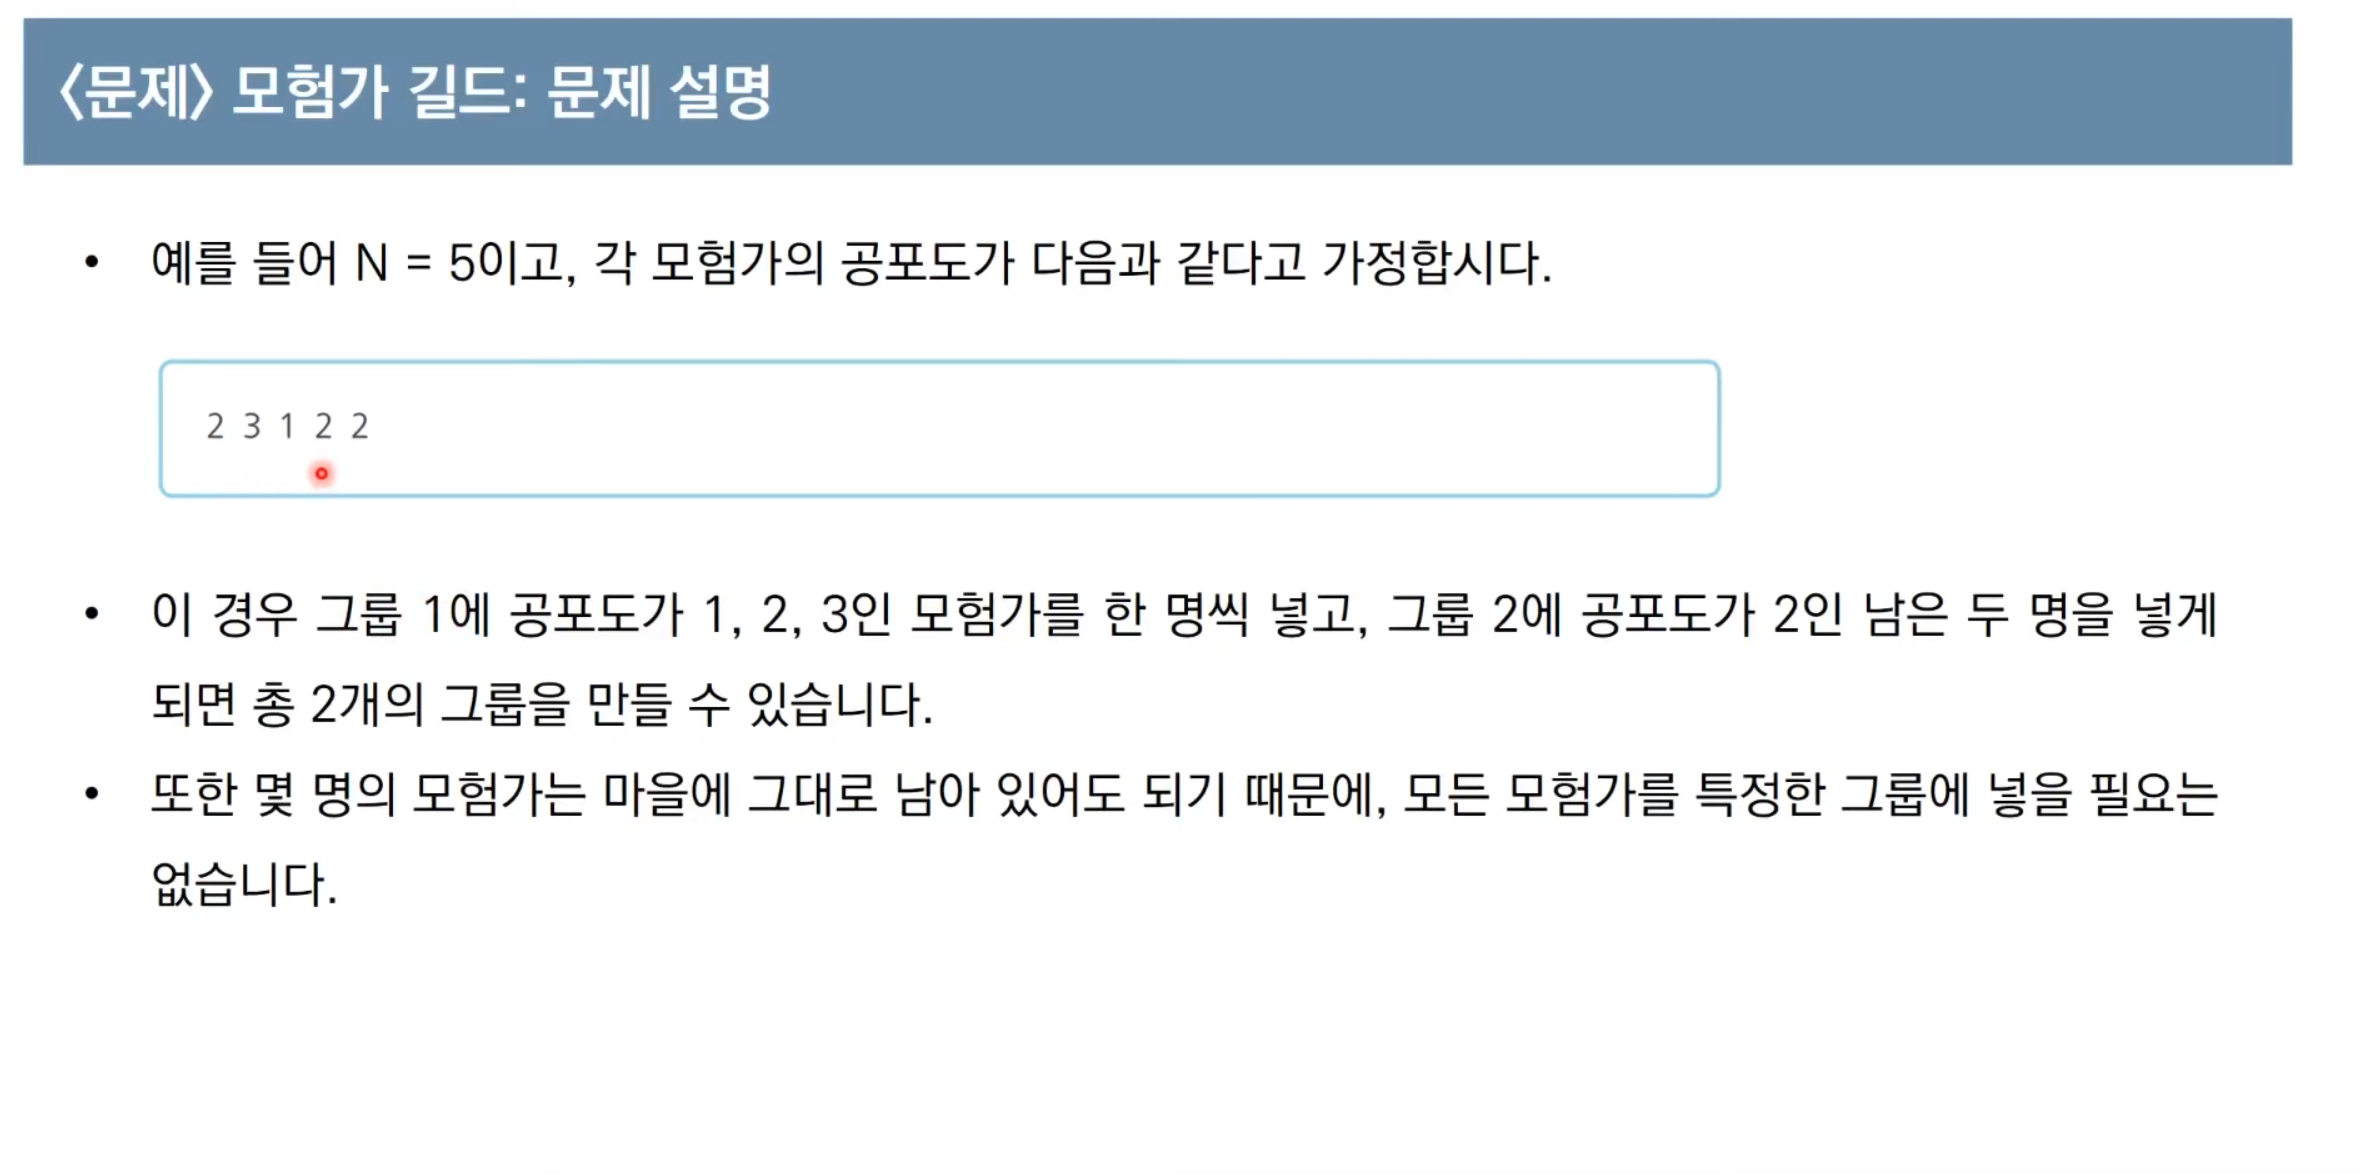 〈문제〉 모험가 길드: 문제 설명
• 예를 들어 N = 5이고, 각 모험가의 공포도가 다음과 같다고 가정합시다.
2 3 1 2 2
• 이 경우 그룹 1에 공포도가 1, 2, 3인 모험가를 한 명씩 넣고, 그룹 2에 공포도가 2인 남은 두 명을 넣게
되면 총 2개의 그룹을 만들 수 있습니다.
• 또한 몇 명의 모험가는 마을에 그대로 남아 있어도 되기 때문에, 모든 모험가를 특정한 그룹에 넣을 필요는
없습니다.